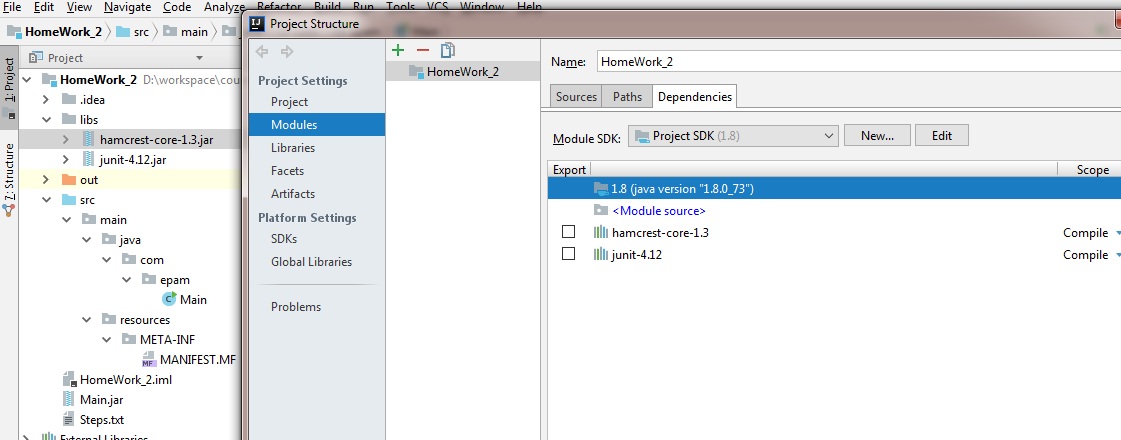 File Edit View Navigate Code Analyze Refactor Build Run Tools VCS Window Help
HomeWork_2 src main
Project Structure
1: Project
7: Structure
Project
HomeWork_2 D:\workspace\cou
.idea
libs
hamcrest-core-1.3.jar
junit-4.12.jar
out
src
main
java
com
epam
Main
resources
META-INF
MANIFEST.MF
HomeWork_2.iml
Main.jar
Steps.txt
External Libraries
Project Settings
Project
Modules
Libraries
Facets
Artifacts
Platform Settings
SDKs
Global Libraries
Problems
HomeWork_2
Name: HomeWork_2
Sources Paths Dependencies
Module SDK: Project SDK (1.8) New... Edit
Export Scope
1.8 (java version "1.8.0_73")
<Module source>
hamcrest-core-1.3 Compile
junit-4.12 Compile